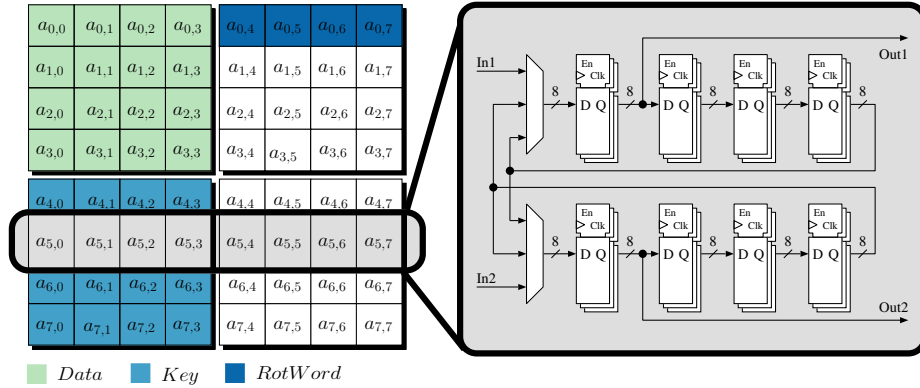 a0,0 a0,1 a0,2 a0,3 a0,4 a0,5 a0,6 a0,7
a1,0 a1,1 a1,2 a1,3 a1,4 a1,5 a1,6 a1,7
a2,0 a2,1 a2,2 a2,3 a2,4 a2,5 a2,6 a2,7
a3,0 a3,1 a3,2 a3,3 a3,4 a3,5 a3,6 a3,7
a4,0 a4,1 a4,2 a4,3 a4,4 a4,5 a4,6 a4,7
a5,0 a5,1 a5,2 a5,3 a5,4 a5,5 a5,6 a5,7
a6,0 a6,1 a6,2 a6,3 a6,4 a6,5 a6,6 a6,7
a7,0 a7,1 a7,2 a7,3 a7,4 a7,5 a7,6 a7,7
Data Key RotWord
Out1
In1 En En En En
Clk Clk Clk Clk
8 8 8 8 8
D Q D Q D Q D Q
En En En En
Clk Clk Clk Clk
8 8 8 8 8
D Q D Q D Q D Q
In2
Out2